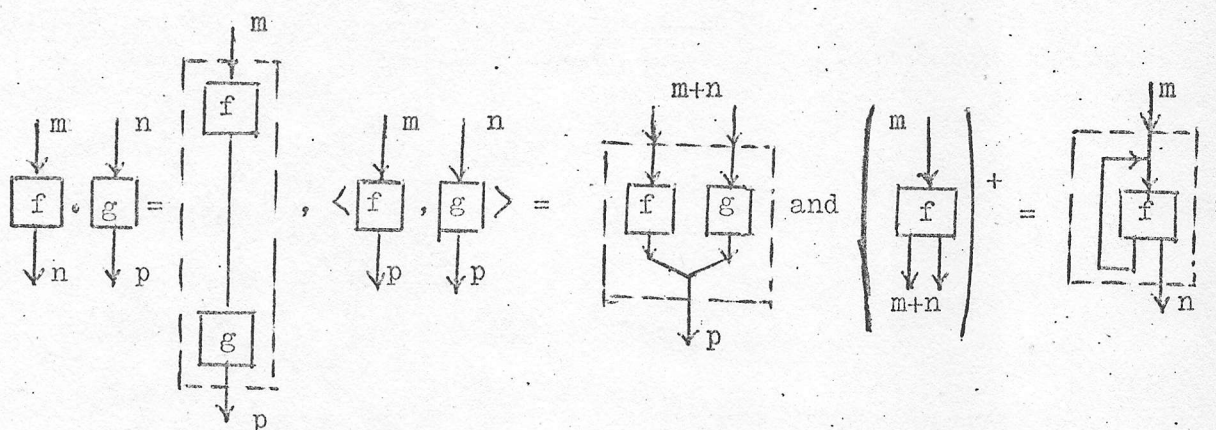 m
f
m n m n m+n m m
f . g = , < f , g > = f g and ( f ) + = f
n p p p m+n
g p n
p